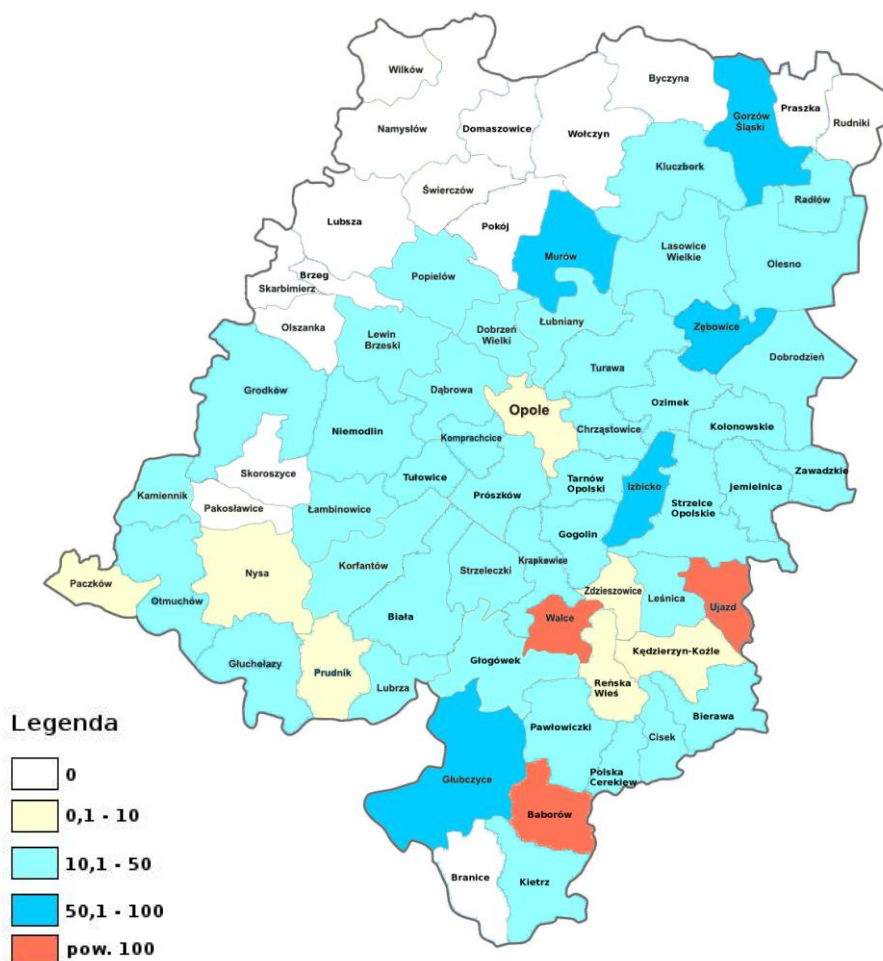 Wilków
Byczyna
Praszka
Rudniki
Gorzów
Śląski
Namysłów
Domaszowice
Wołczyn
Kluczbork
Świerczów
Radłów
Lubsza
Pokój
Murów
Lasowice
Wielkie
Olesno
Brzeg
Skarbimierz
Popielów
Olszanka
Lewin
Brzeski
Dobrzeń
Wielki
Łubniany
Zębowice
Dobrodzień
Turawa
Grodków
Dąbrowa
Opole
Ozimek
Niemodlin
Komprachcice
Chrząstowice
Kolonowskie
Skoroszyce
Tułowice
Prószków
Tarnów
Opolski
Izbicko
Strzelce
Opolskie
Jemielnica
Zawadzkie
Kamiennik
Pakosławice
Łambinowice
Gogolin
Paczków
Otmuchów
Nysa
Korfantów
Strzeleczki
Krapkowise
Zdzieszowice
Leśnica
Ujazd
Biała
Walce
Kędzierzyn-Koźle
Głuchołazy
Prudnik
Lubrza
Głogówek
Reńska
Wieś
Bierawa
Pawłowiczki
Cisek
Polska
Cerekięw
Głubczyce
Baborów
Branice
Kietrz
Legenda
0
0,1 - 10
10,1 - 50
50,1 - 100
pow. 100